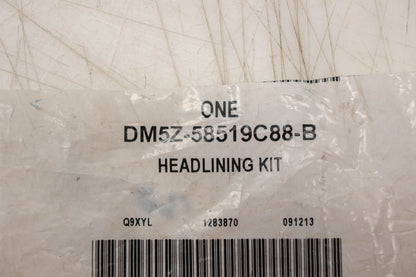 ONE
DM5Z-58519C88-B
HEADLINING KIT
Q9XYL 1283870 091213